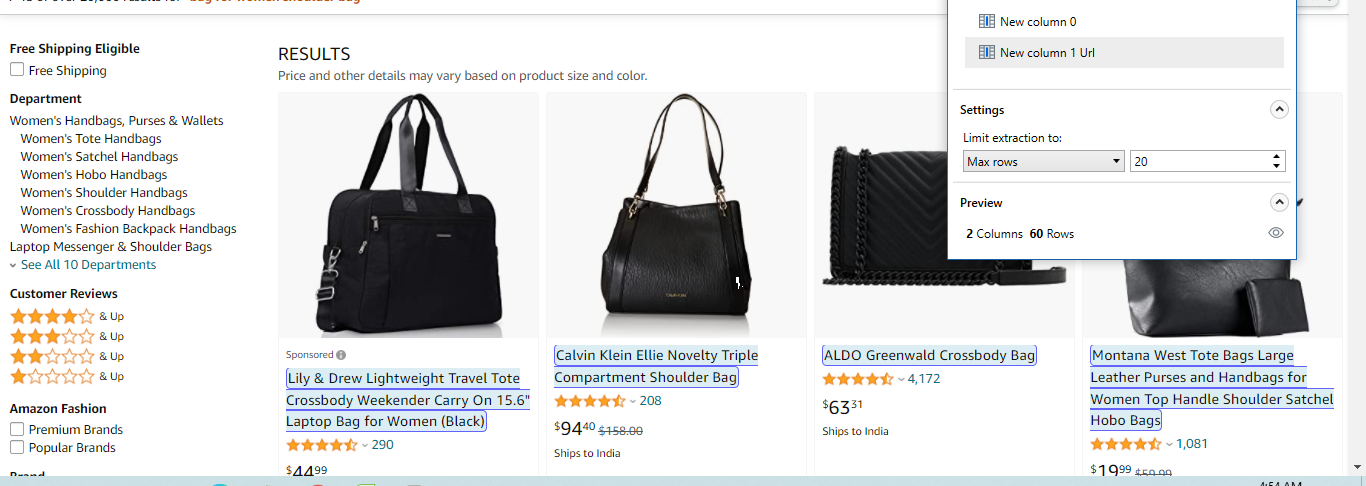 bag for women shoulder bag
New column 0
New column 1 Url
Settings
Limit extraction to:
Max rows
20
Preview
2 Columns 60 Rows
Free Shipping Eligible
Free Shipping
Department
Women's Handbags, Purses & Wallets
Women's Tote Handbags
Women's Satchel Handbags
Women's Hobo Handbags
Women's Shoulder Handbags
Women's Crossbody Handbags
Women's Fashion Backpack Handbags
Laptop Messenger & Shoulder Bags
See All 10 Departments
Customer Reviews
& Up
& Up
& Up
& Up
Amazon Fashion
Premium Brands
Popular Brands
Brand
RESULTS
Price and other details may vary based on product size and color.
Sponsored
Lily & Drew Lightweight Travel Tote
Crossbody Weekender Carry On 15.6"
Laptop Bag for Women (Black)
290
$44.99
Calvin Klein Ellie Novelty Triple
Compartment Shoulder Bag
208
$94.40 $158.00
Ships to India
ALDO Greenwald Crossbody Bag
4,172
$63.31
Ships to India
Montana West Tote Bags Large
Leather Purses and Handbags for
Women Top Handle Shoulder Satchel
Hobo Bags
1,081
$19.99 $59.99
4:54 AM